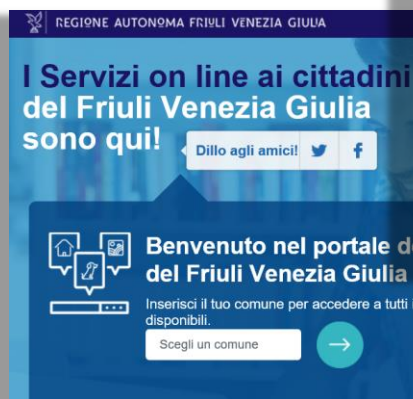 REGIONE AUTONOMA FRIULI VENEZIA GIULIA
I Servizi on line ai cittadini
del Friuli Venezia Giulia
sono qui!
Dillo agli amici!
Benvenuto nel portale
del Friuli Venezia Giulia
Inserisci il tuo comune per accedere a tutti
disponibili.
Scegli un comune